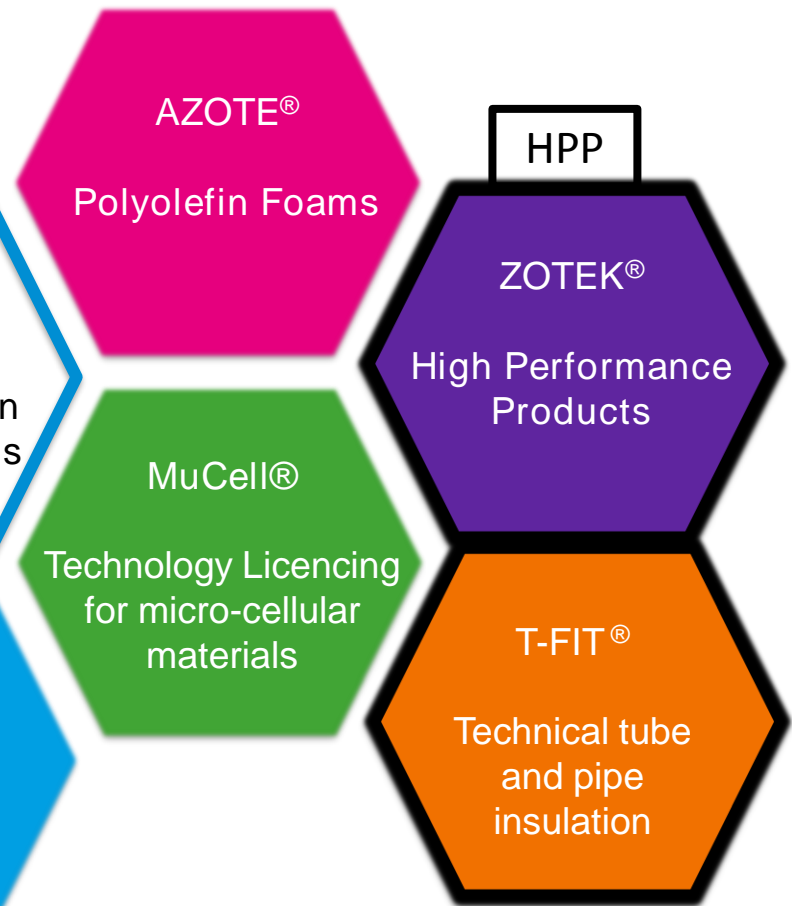 AZOTE®
Polyolefin Foams
HPP
ZOTEK®
High Performance
Products
MuCell®
Technology Licencing
for micro-cellular
materials
T-FIT®
Technical tube
and pipe
insulation